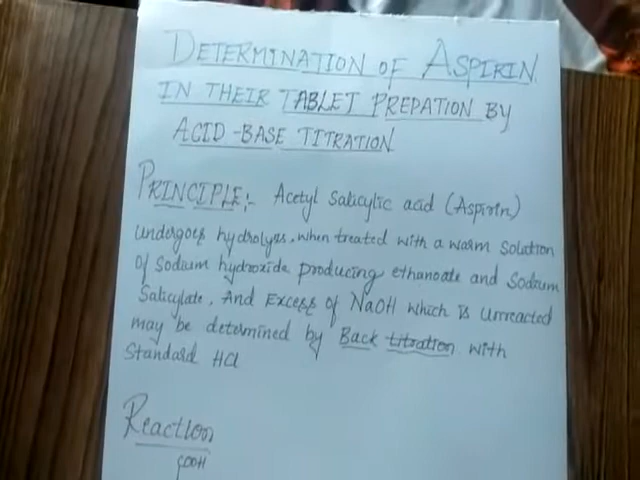 DETERMINATION OF ASPIRIN
IN THEIR TABLET PREPATION BY
ACID-BASE TITRATION
PRINCIPLE:- Acetyl Salicylic acid (Aspirin)
undergoes hydrolysis, when treated with a warm solution
of Sodium hydroxide producing ethanoate and Sodium
Salicylate. And Excess of NaOH which is unreacted
may be determined by Back titration with
Standard HCl
Reaction
COOH